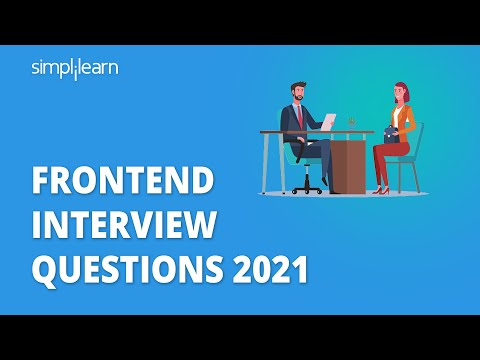 simplilearn
FRONTEND
INTERVIEW
QUESTIONS 2021